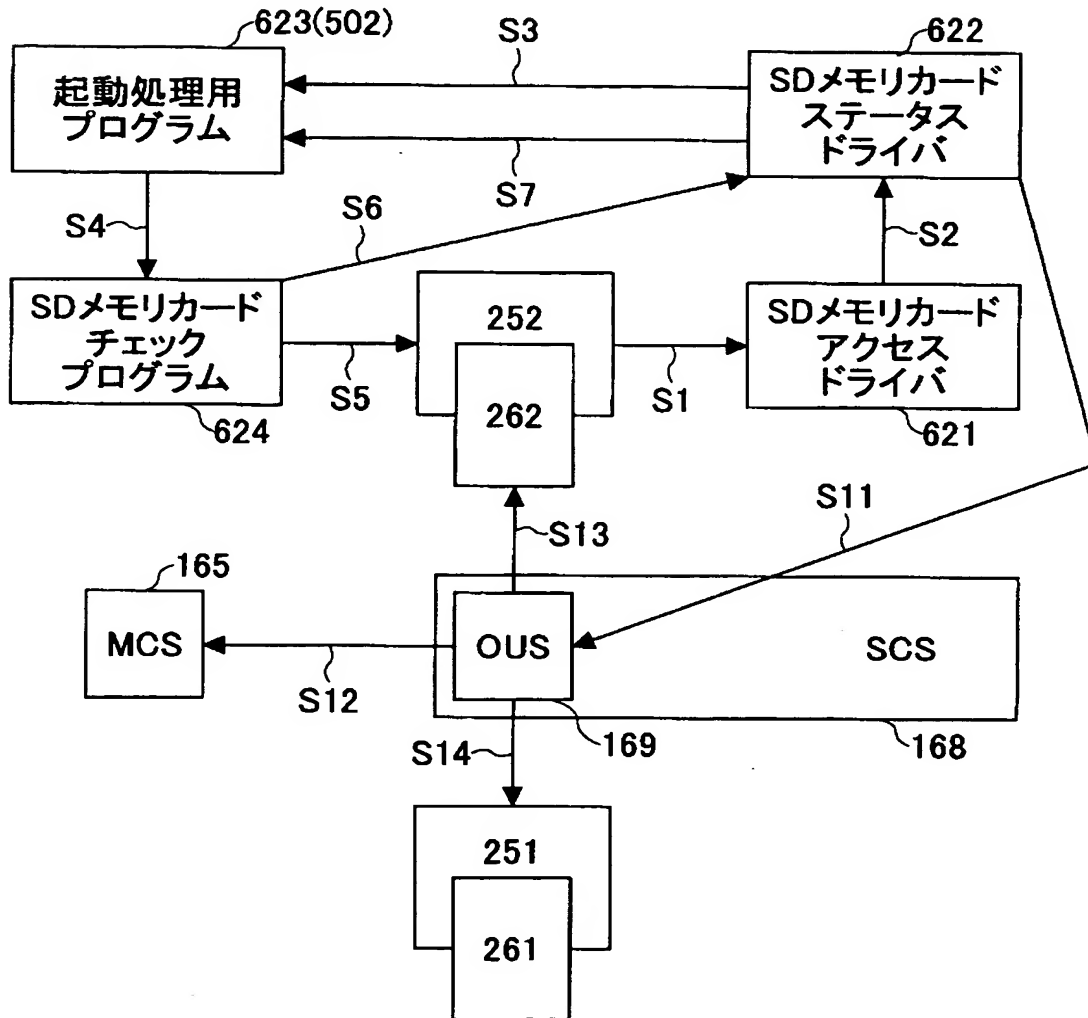 623(502)
起動処理用
プログラム
S3
S7
622
SDメモリカード
ステータス
ドライバ
S4
S6
S2
SDメモリカード
チェック
プログラム
624
S5
252
262
S1
SDメモリカード
アクセス
ドライバ
621
S13
S11
165
MCS
S12
OUS
SCS
169
168
S14
251
261